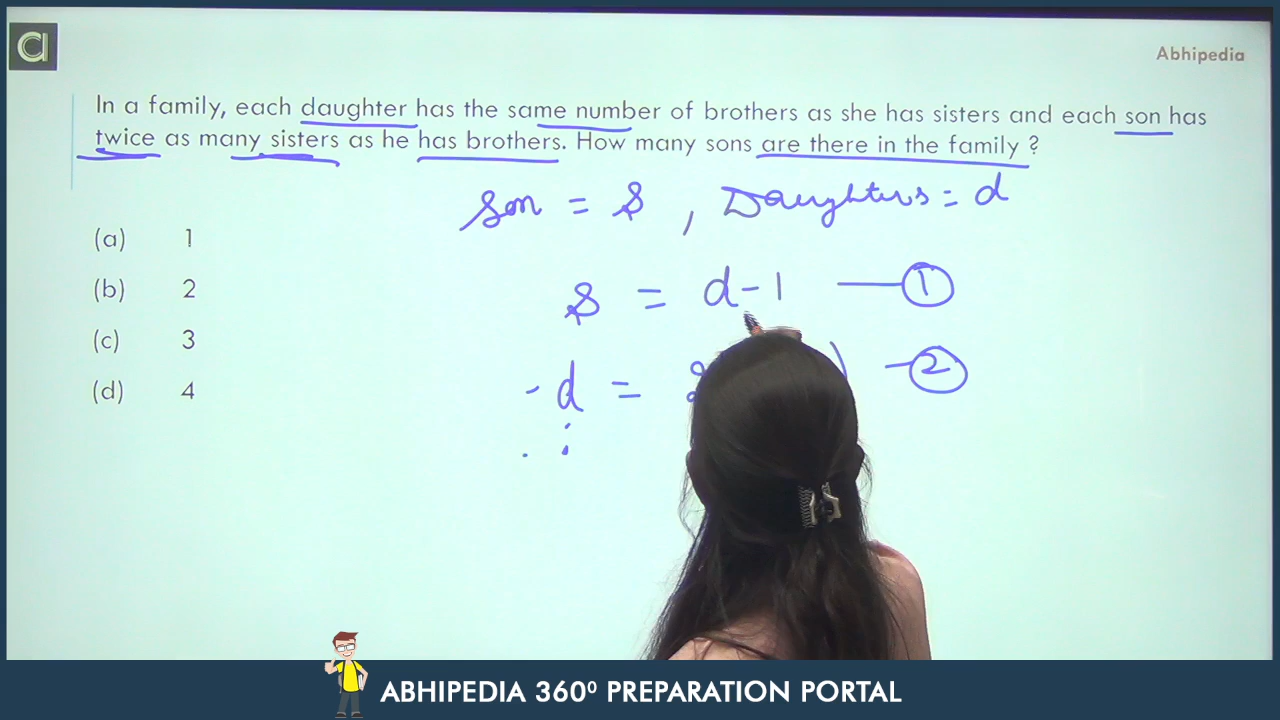 Abhipedia
In a family, each daughter has the same number of brothers as she has sisters and each son has
twice as many sisters as he has brothers. How many sons are there in the family ?
Son = S , Daughters = d
(a) 1
S = d - 1 — 1
(b) 2
(c) 3
d = 2 ) - 2
(d) 4
ABHIPEDIA 360⁰ PREPARATION PORTAL